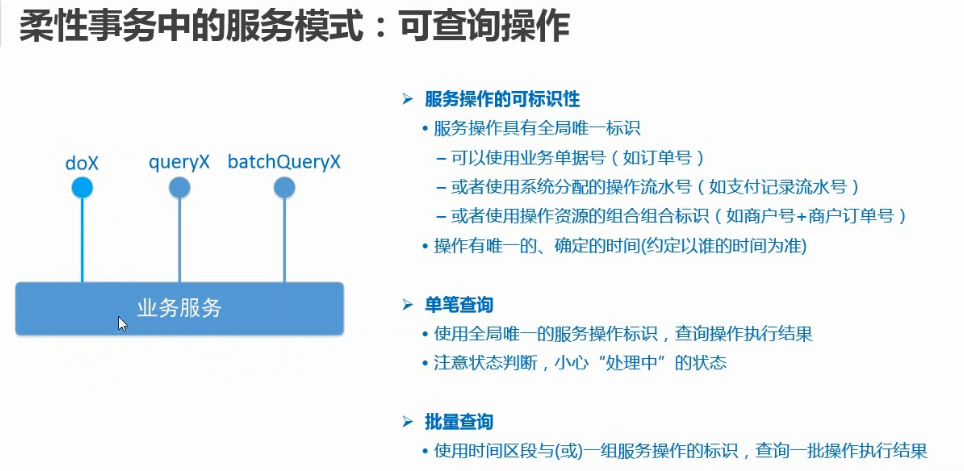 柔性事务中的服务模式：可查询操作
doX queryX batchQueryX
业务服务
➢ 服务操作的可标识性
• 服务操作具有全局唯一标识
– 可以使用业务单据号（如订单号）
– 或者使用系统分配的操作流水号（如支付记录流水号）
– 或者使用操作资源的组合组合标识（如商户号+商户订单号）
• 操作有唯一的、确定的时间(约定以谁的时间为准)
➢ 单笔查询
• 使用全局唯一的服务操作标识，查询操作执行结果
• 注意状态判断，小心“处理中”的状态
➢ 批量查询
• 使用时间区段与(或)一组服务操作的标识，查询一批操作执行结果